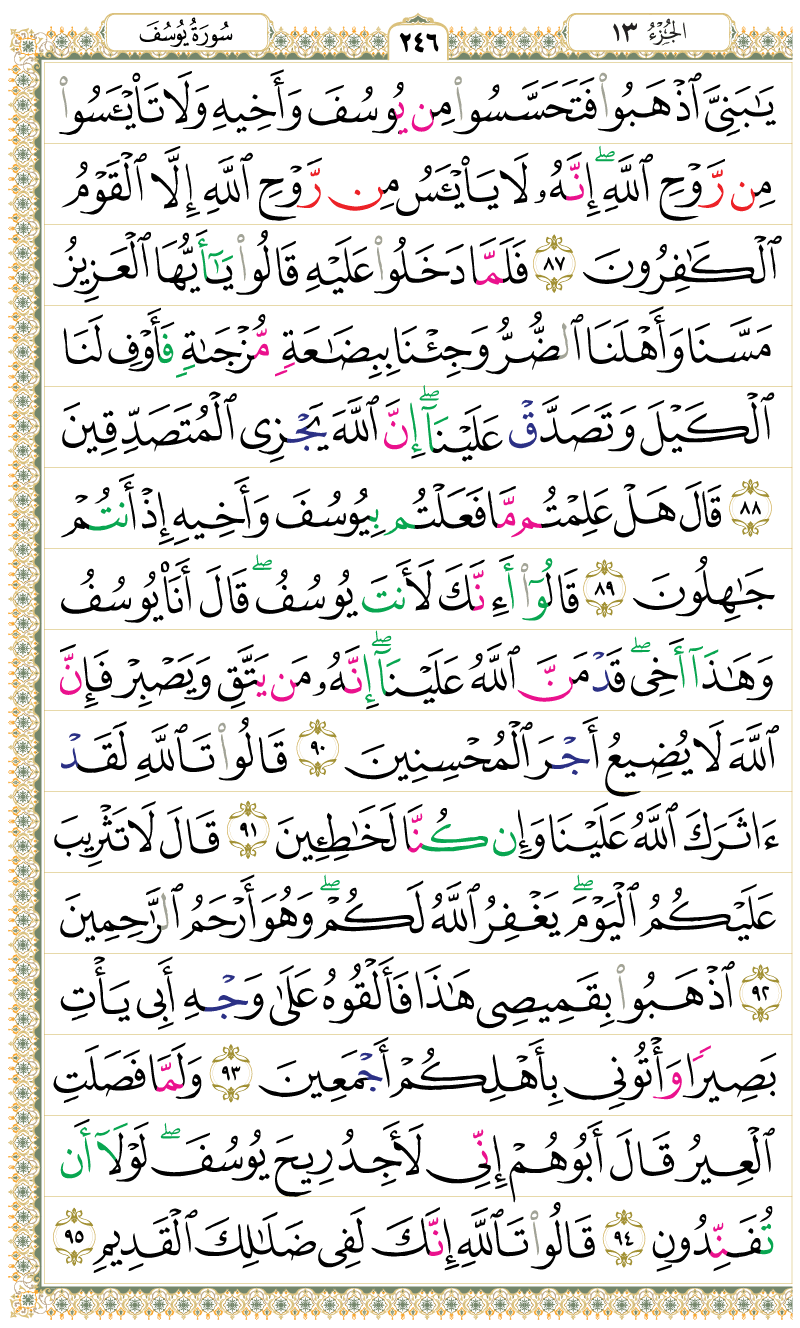 الجُزْءُ ١٣
٢٤٦
سُورَةُ يُوسُفَ
يَـٰبَنِىَّ ٱذْهَبُوا۟ فَتَحَسَّسُوا۟ مِن يُوسُفَ وَأَخِيهِ وَلَا تَا۟يْـَٔسُوا۟
مِن رَّوْحِ ٱللَّهِ ۖ إِنَّهُۥ لَا يَا۟يْـَٔسُ مِن رَّوْحِ ٱللَّهِ إِلَّا ٱلْقَوْمُ
ٱلْكَـٰفِرُونَ ٨٧ فَلَمَّا دَخَلُوا۟ عَلَيْهِ قَالُوا۟ يَـٰٓأَيُّهَا ٱلْعَزِيزُ
مَسَّنَا وَأَهْلَنَا ٱلضُّرُّ وَجِئْنَا بِبِضَـٰعَةٍ مُّزْجَىٰةٍ فَأَوْفِ لَنَا
ٱلْكَيْلَ وَتَصَدَّقْ عَلَيْنَآ ۖ إِنَّ ٱللَّهَ يَجْزِى ٱلْمُتَصَدِّقِينَ
٨٨ قَالَ هَلْ عَلِمْتُم مَّا فَعَلْتُم بِيُوسُفَ وَأَخِيهِ إِذْ أَنتُمْ
جَـٰهِلُونَ ٨٩ قَالُوٓا۟ أَءِنَّكَ لَأَنتَ يُوسُفُ ۖ قَالَ أَنَا۠ يُوسُفُ
وَهَـٰذَآ أَخِى ۖ قَدْ مَنَّ ٱللَّهُ عَلَيْنَآ ۖ إِنَّهُۥ مَن يَتَّقِ وَيَصْبِرْ فَإِنَّ
ٱللَّهَ لَا يُضِيعُ أَجْرَ ٱلْمُحْسِنِينَ ٩٠ قَالُوا۟ تَٱللَّهِ لَقَدْ
ءَاثَرَكَ ٱللَّهُ عَلَيْنَا وَإِن كُنَّا لَخَـٰطِـِٔينَ ٩١ قَالَ لَا تَثْرِيبَ
عَلَيْكُمُ ٱلْيَوْمَ ۖ يَغْفِرُ ٱللَّهُ لَكُمْ ۖ وَهُوَ أَرْحَمُ ٱلرَّٰحِمِينَ
٩٢ ٱذْهَبُوا۟ بِقَمِيصِى هَـٰذَا فَأَلْقُوهُ عَلَىٰ وَجْهِ أَبِى يَأْتِ
بَصِيرًا وَأْتُونِى بِأَهْلِكُمْ أَجْمَعِينَ ٩٣ وَلَمَّا فَصَلَتِ
ٱلْعِيرُ قَالَ أَبُوهُمْ إِنِّى لَأَجِدُ رِيحَ يُوسُفَ ۖ لَوْلَآ أَن
تُفَنِّدُونِ ٩٤ قَالُوا۟ تَٱللَّهِ إِنَّكَ لَفِى ضَلَـٰلِكَ ٱلْقَدِيمِ ٩٥